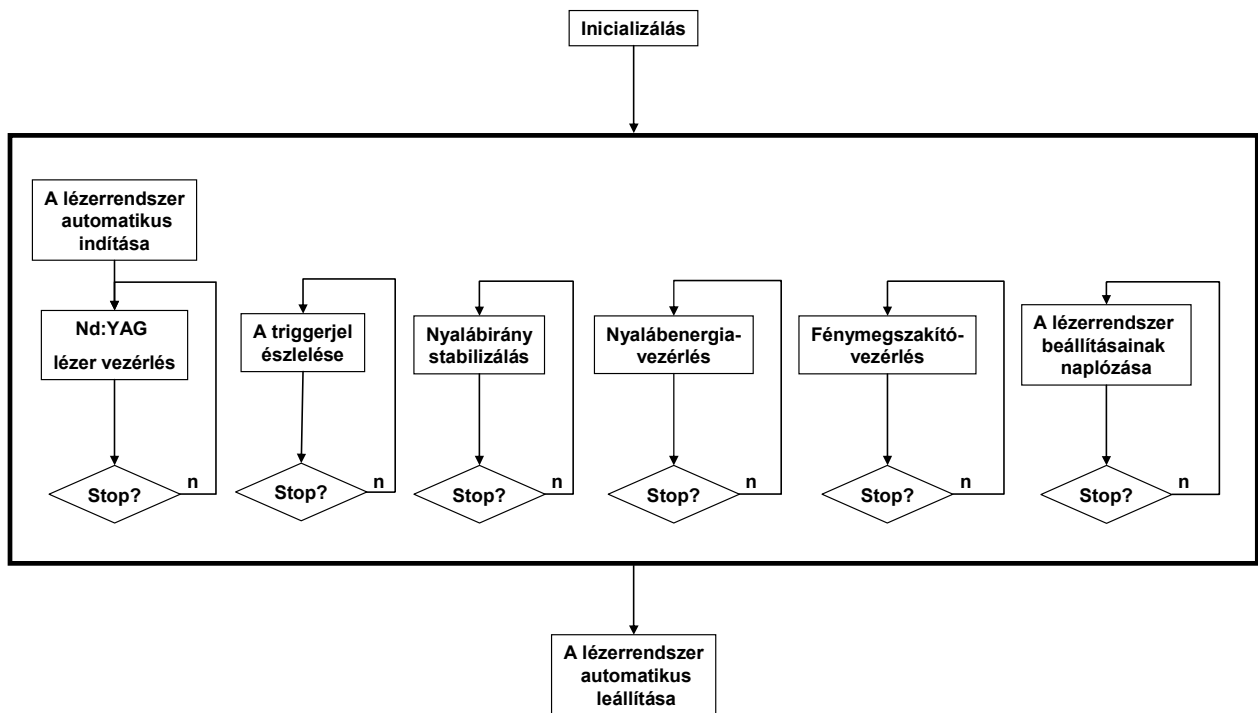 Inicializálás
A lézerrendszer
automatikus
indítása
Nd:YAG
lézer vezérlés
A triggerjel
észlelése
Nyalábirány
stabilizálás
Nyalábenergia-
vezérlés
Fénymegszakító-
vezérlés
A lézerrendszer
beállításainak
naplózása
Stop?
n
Stop?
n
Stop?
n
Stop?
n
Stop?
n
Stop?
n
A lézerrendszer
automatikus
leállítása